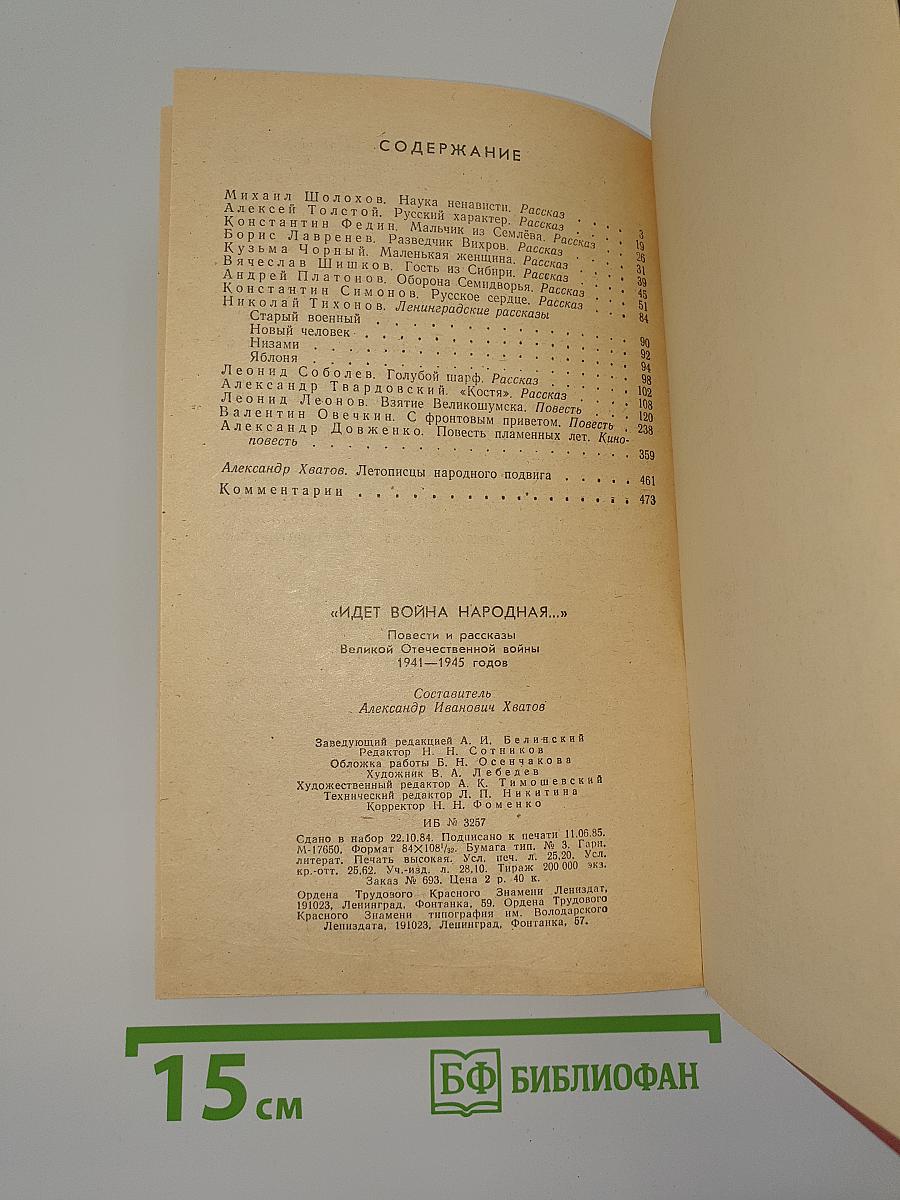 СОДЕРЖАНИЕ
Михаил Шолохов. Наука ненависти. Рассказ . . . . 3
Алексей Толстой. Русский характер. Рассказ . . . 19
Константин Федин. Мальчик из Семлёва. Рассказ . . 26
Борис Лавренев. Разведчик Вихров. Рассказ . . . 31
Кузьма Чорный. Маленькая женщина. Рассказ . . . 39
Вячеслав Шишков. Гость из Сибири. Рассказ . . . 45
Андрей Платонов. Оборона Семидворья. Рассказ . . . 51
Константин Симонов. Русское сердце. Рассказ . . . 84
Николай Тихонов. Ленинградские рассказы
Старый военный . . . . . . . . . . . . 90
Новый человек . . . . . . . . . . . . 92
Низами . . . . . . . . . . . . . . 94
Яблоня . . . . . . . . . . . . . . 98
Леонид Соболев. Голубой шарф. Рассказ . . . . . 102
Александр Твардовский. «Костя». Рассказ . . . . 108
Леонид Леонов. Взятие Великошумска. Повесть . . . 120
Валентин Овечкин. С фронтовым приветом. Повесть . 238
Александр Довженко. Повесть пламенных лет. Кино-
повесть . . . . . . . . . . . . . . . 359
Александр Хватов. Летописцы народного подвига . . . . . 461
Комментарии . . . . . . . . . . . . . . . . 473
«ИДЕТ ВОЙНА НАРОДНАЯ...»
Повести и рассказы
Великой Отечественной войны
1941—1945 годов
Составитель
Александр Иванович Хватов
Заведующий редакцией А. И. Белинский
Редактор Н. Н. Сотников
Обложка работы Б. Н. Осенчакова
Художник В. А. Лебедев
Художественный редактор А. К. Тимошевский
Технический редактор Л. П. Никитина
Корректор Н. Н. Фоменко
ИБ № 3257
Сдано в набор 22.10.84. Подписано к печати 11.06.85.
М-17650. Формат 84×108¹/₃₂. Бумага тип. № 3. Гарн.
литерат. Печать высокая. Усл. печ. л. 25,20. Усл.
кр.-отт. 25,62. Уч.-изд. л. 28,10. Тираж 200 000 экз.
Заказ № 693. Цена 2 р. 40 к.
Ордена Трудового Красного Знамени Лениздат,
191023, Ленинград, Фонтанка, 59. Ордена Трудового
Красного Знамени типография им. Володарского
Лениздата, 191023, Ленинград, Фонтанка, 57.
15 см
БФ БИБЛИОФАН